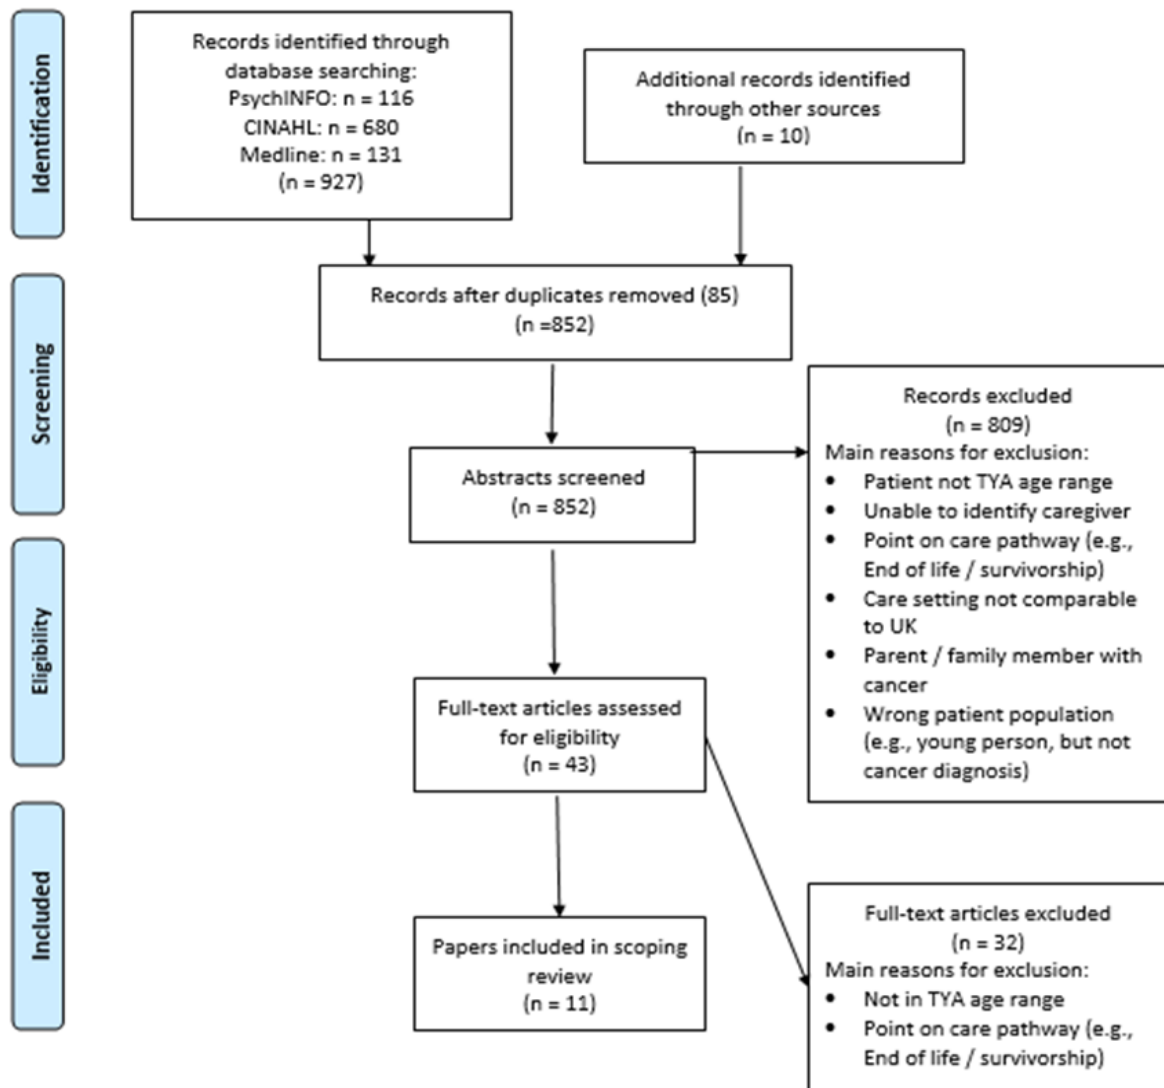 Identification
Records identified through
database searching:
PsychINFO: n = 116
CINAHL: n = 680
Medline: n = 131
(n = 927)
Additional records identified
through other sources
(n = 10)
Screening
Records after duplicates removed (85)
(n =852)
Abstracts screened
(n = 852)
Records excluded
(n = 809)
Main reasons for exclusion:
• Patient not TYA age range
• Unable to identify caregiver
• Point on care pathway (e.g.,
End of life / survivorship)
• Care setting not comparable
to UK
• Parent / family member with
cancer
• Wrong patient population
(e.g., young person, but not
cancer diagnosis)
Eligibility
Full-text articles assessed
for eligibility
(n = 43)
Included
Papers included in scoping
review
(n = 11)
Full-text articles excluded
(n = 32)
Main reasons for exclusion:
• Not in TYA age range
• Point on care pathway (e.g.,
End of life / survivorship)